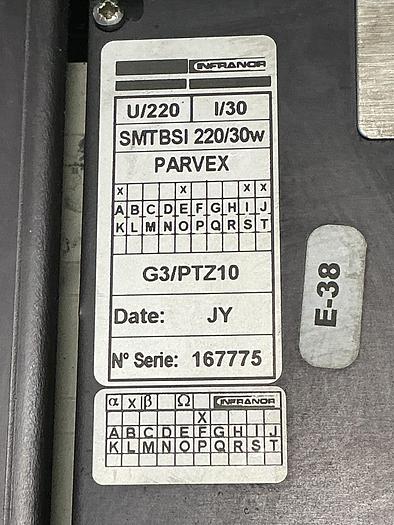 INFRANOR
U/220 I/30
SMTBSI 220/30w
PARVEX
x x x x
A B C D E F G H I J
K L M N O P Q R S T
G3/PTZ10
Date: JY
N° Serie: 167775
E-38
α x β Ω INFRANOR
x
A B C D E F G H I J
K L M N O P Q R S T